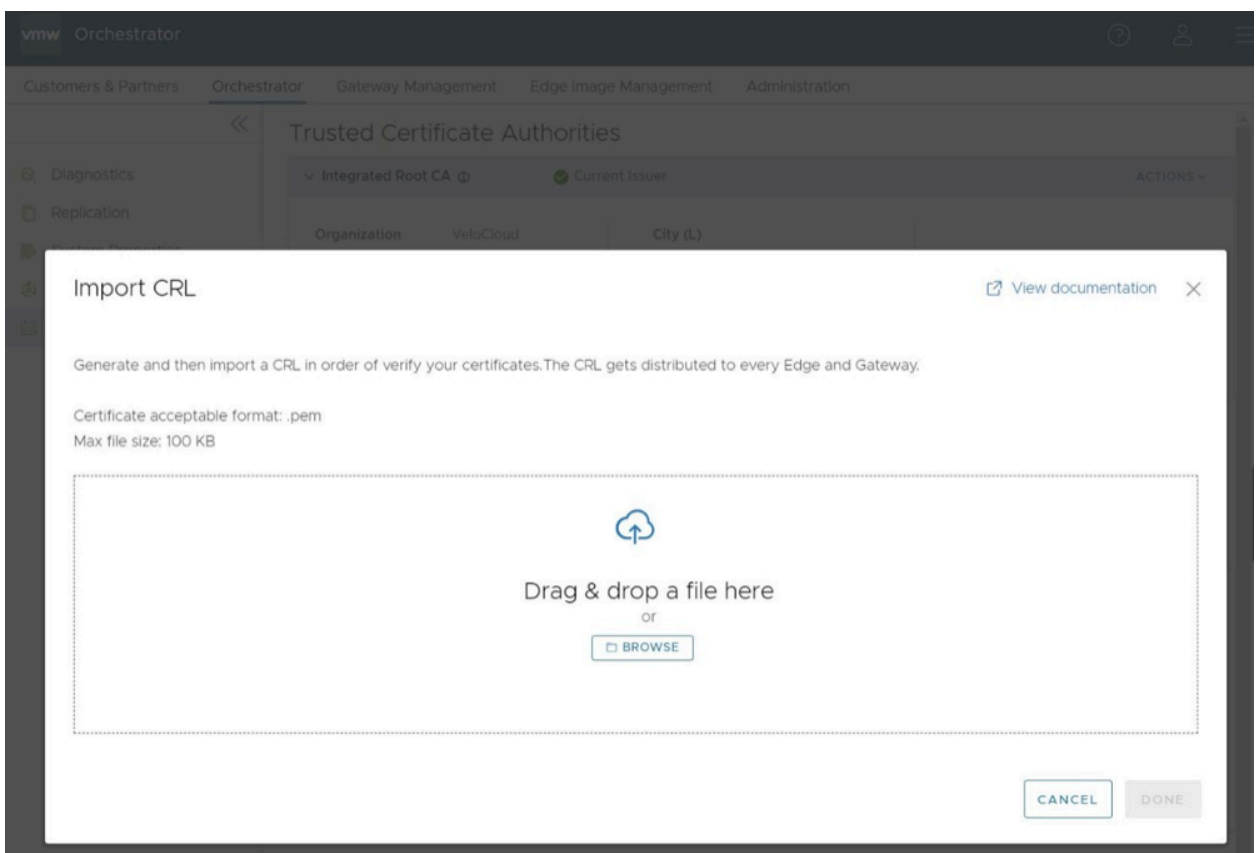 vmw Orchestrator
Customers & Partners Orchestrator Gateway Management Edge Image Management Administration
Trusted Certificate Authorities
Diagnostics
Integrated Root CA Current Issuer ACTIONS
Replication
Organization VeloCloud City (L)
Custom Properties
Import CRL
View documentation
Generate and then import a CRL in order of verify your certificates.The CRL gets distributed to every Edge and Gateway.
Certificate acceptable format: .pem
Max file size: 100 KB
Drag & drop a file here
or
BROWSE
CANCEL DONE